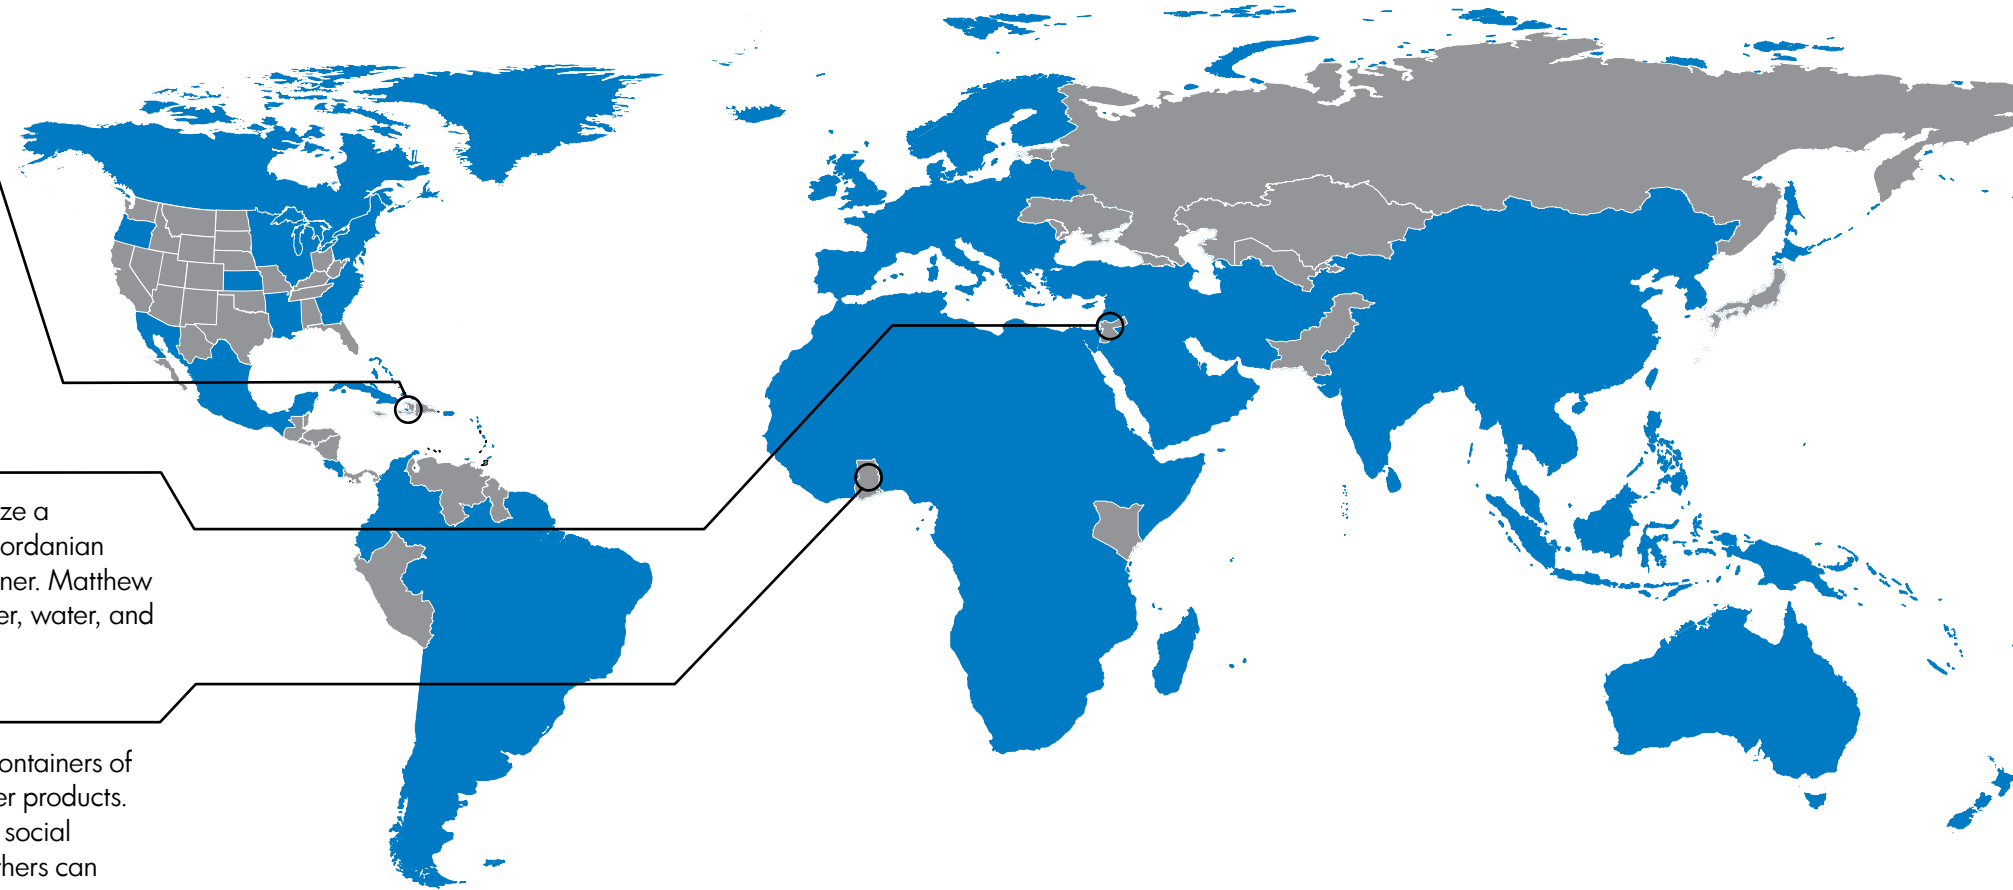 ze a
ordanian
ner. Matthew
er, water, and
ontainers of
er products.
social
thers can